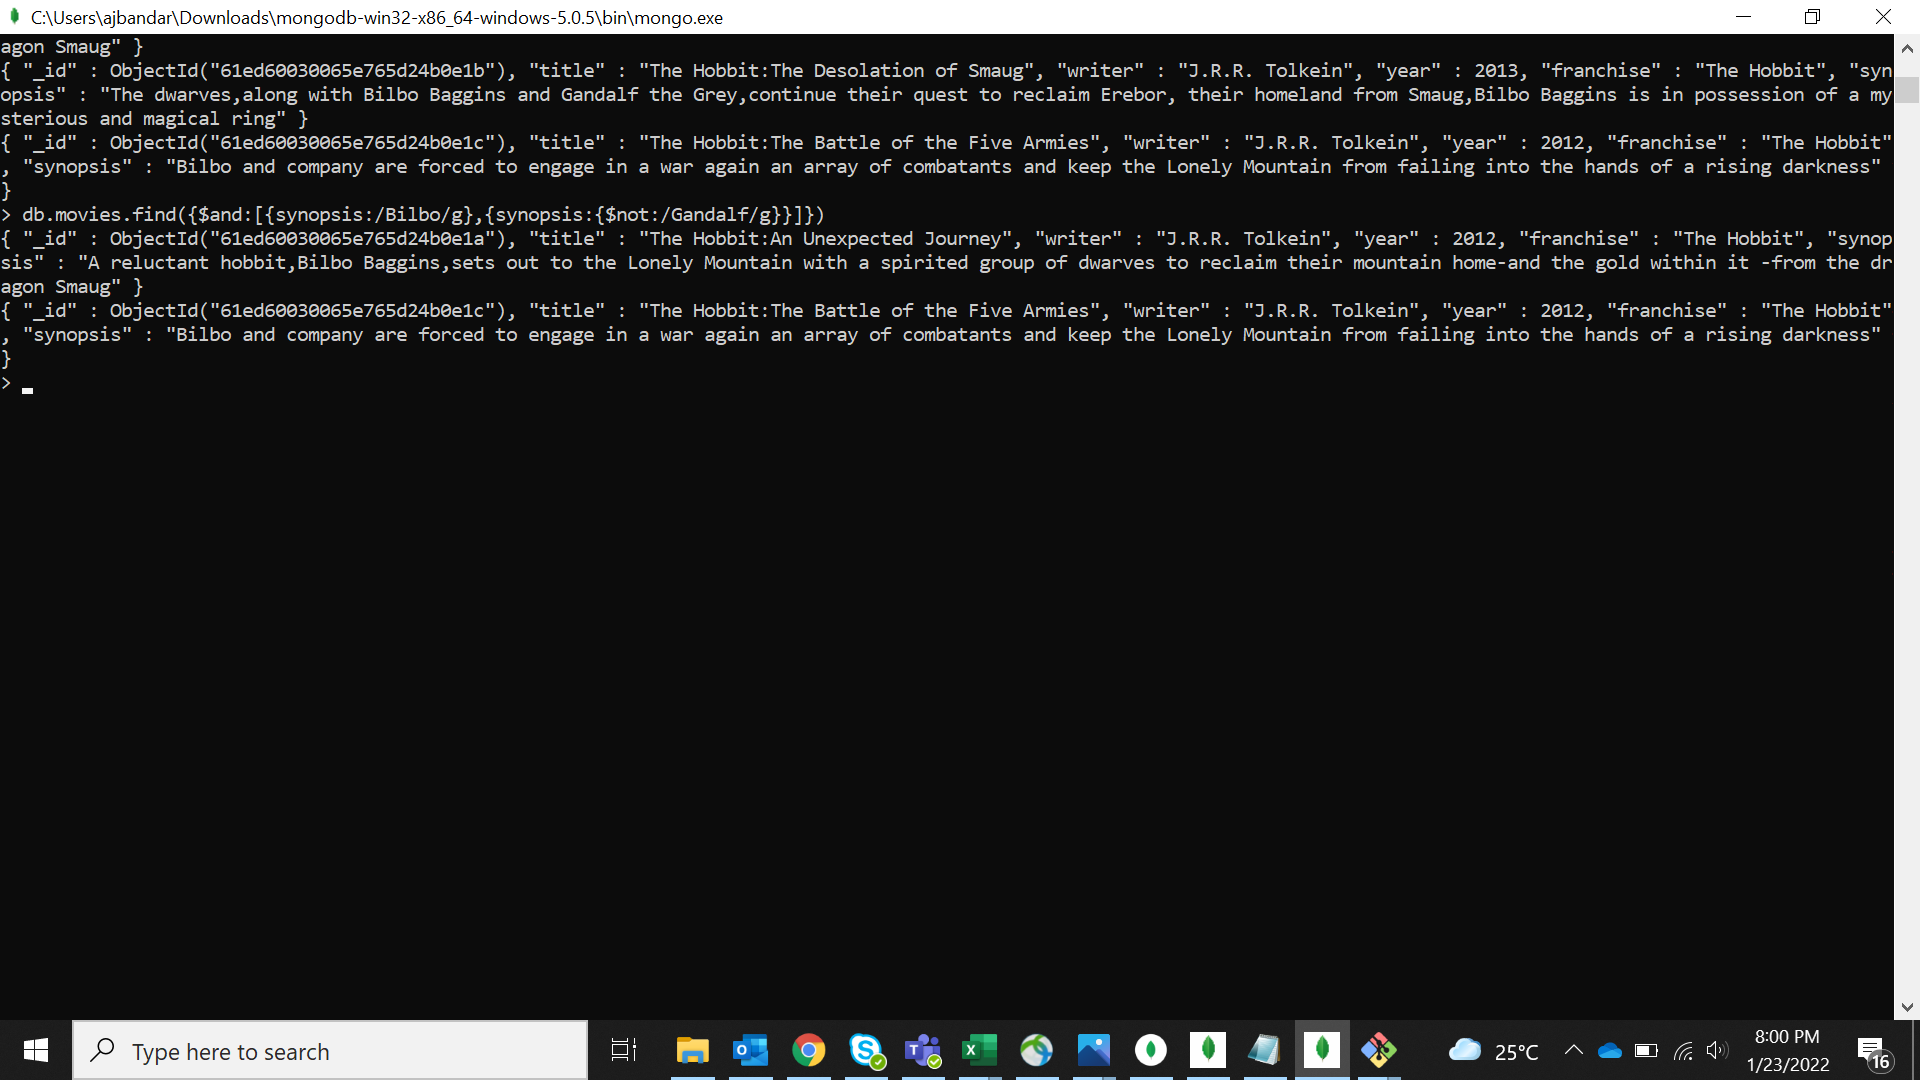 C:\Users\ajbandar\Downloads\mongodb-win32-x86_64-windows-5.0.5\bin\mongo.exe
agon Smaug" }
{ "_id" : ObjectId("61ed60030065e765d24b0e1b"), "title" : "The Hobbit:The Desolation of Smaug", "writer" : "J.R.R. Tolkein", "year" : 2013, "franchise" : "The Hobbit", "syn
opsis" : "The dwarves,along with Bilbo Baggins and Gandalf the Grey,continue their quest to reclaim Erebor, their homeland from Smaug,Bilbo Baggins is in possession of a my
sterious and magical ring" }
{ "_id" : ObjectId("61ed60030065e765d24b0e1c"), "title" : "The Hobbit:The Battle of the Five Armies", "writer" : "J.R.R. Tolkein", "year" : 2012, "franchise" : "The Hobbit"
, "synopsis" : "Bilbo and company are forced to engage in a war again an array of combatants and keep the Lonely Mountain from failing into the hands of a rising darkness"
}
> db.movies.find({$and:[{synopsis:/Bilbo/g},{synopsis:{$not:/Gandalf/g}}]})
{ "_id" : ObjectId("61ed60030065e765d24b0e1a"), "title" : "The Hobbit:An Unexpected Journey", "writer" : "J.R.R. Tolkein", "year" : 2012, "franchise" : "The Hobbit", "synop
sis" : "A reluctant hobbit,Bilbo Baggins,sets out to the Lonely Mountain with a spirited group of dwarves to reclaim their mountain home-and the gold within it -from the dr
agon Smaug" }
{ "_id" : ObjectId("61ed60030065e765d24b0e1c"), "title" : "The Hobbit:The Battle of the Five Armies", "writer" : "J.R.R. Tolkein", "year" : 2012, "franchise" : "The Hobbit"
, "synopsis" : "Bilbo and company are forced to engage in a war again an array of combatants and keep the Lonely Mountain from failing into the hands of a rising darkness"
}
>
Type here to search
25°C
8:00 PM
1/23/2022
16